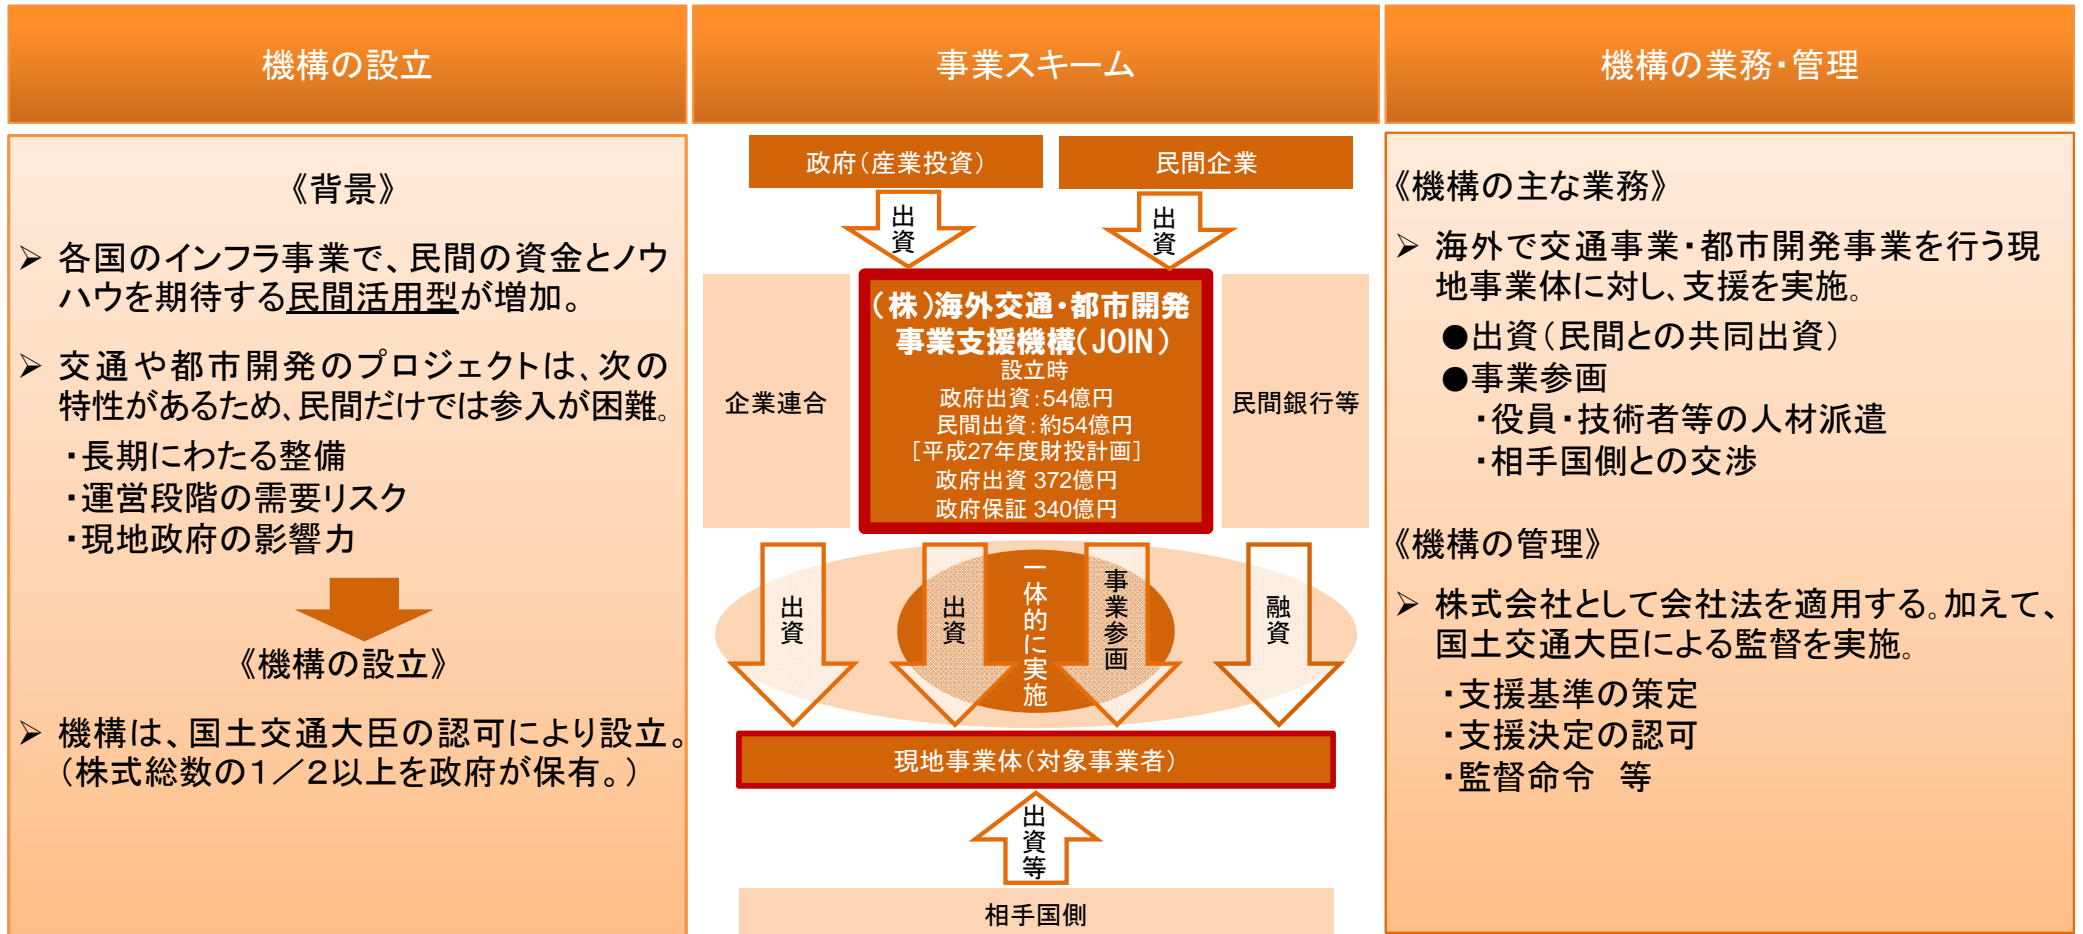 機構の設立
《背景》
➢ 各国のインフラ事業で、民間の資金とノウ
ハウを期待する民間活用型が増加。
➢ 交通や都市開発のプロジェクトは、次の
特性があるため、民間だけでは参入が困難。
・長期にわたる整備
・運営段階の需要リスク
・現地政府の影響力
《機構の設立》
➢ 機構は、国土交通大臣の認可により設立。
（株式総数の１／２以上を政府が保有。）
事業スキーム
政府（産業投資）
民間企業
出資
出資
企業連合
（株）海外交通・都市開発
事業支援機構（JOIN）
設立時
政府出資：54億円
民間出資：約54億円
［平成27年度財投計画］
政府出資 372億円
政府保証 340億円
民間銀行等
出資
出資
一体的に実施
事業参画
融資
現地事業体（対象事業者）
出資等
相手国側
機構の業務・管理
《機構の主な業務》
➢ 海外で交通事業・都市開発事業を行う現
地事業体に対し、支援を実施。
●出資（民間との共同出資）
●事業参画
・役員・技術者等の人材派遣
・相手国側との交渉
《機構の管理》
➢ 株式会社として会社法を適用する。加えて、
国土交通大臣による監督を実施。
・支援基準の策定
・支援決定の認可
・監督命令　等